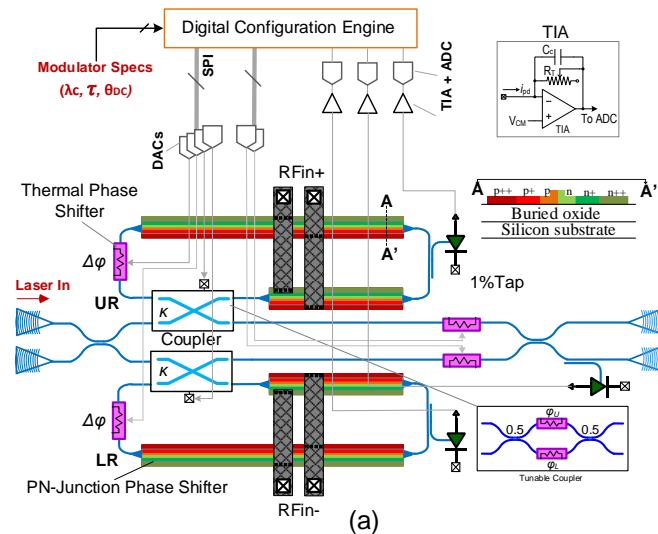 Digital Configuration Engine
Modulator Specs
(λc, τ, θDC)
SPI
DACs
TIA + ADC
TIA
Cc
RT
ipd
VCM
TIA
To ADC
RFin+
A
A'
A
A'
p++ p+ p n n+ n++
Buried oxide
Silicon substrate
Thermal Phase
Shifter
Δφ
UR
Laser In
1%Tap
K
Coupler
K
Δφ
LR
PN-Junction Phase Shifter
RFin-
φU
0.5
0.5
φL
Tunable Coupler
(a)